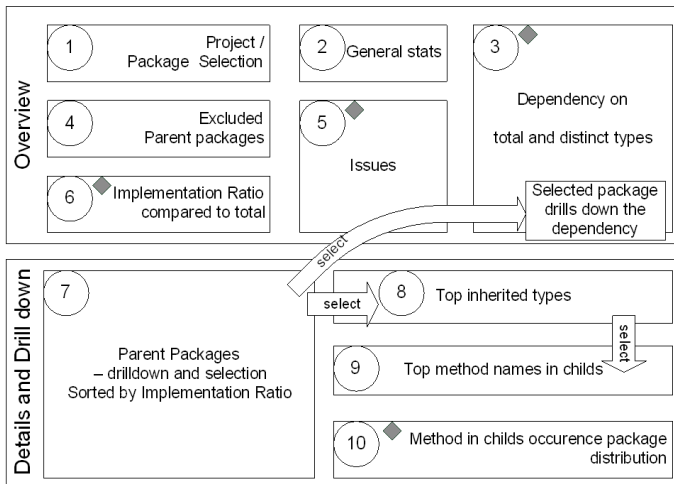 Overview
1
Project /
Package Selection
2
General stats
3
Dependency on
total and distinct types
4
Excluded
Parent packages
5
Issues
6
Implementation Ratio
compared to total
Selected package
drills down the
dependency
select
Details and Drill down
7
Parent Packages
– drilldown and selection
Sorted by Implementation Ratio
select
8
Top inherited types
select
9
Top method names in childs
10
Method in childs occurence package
distribution